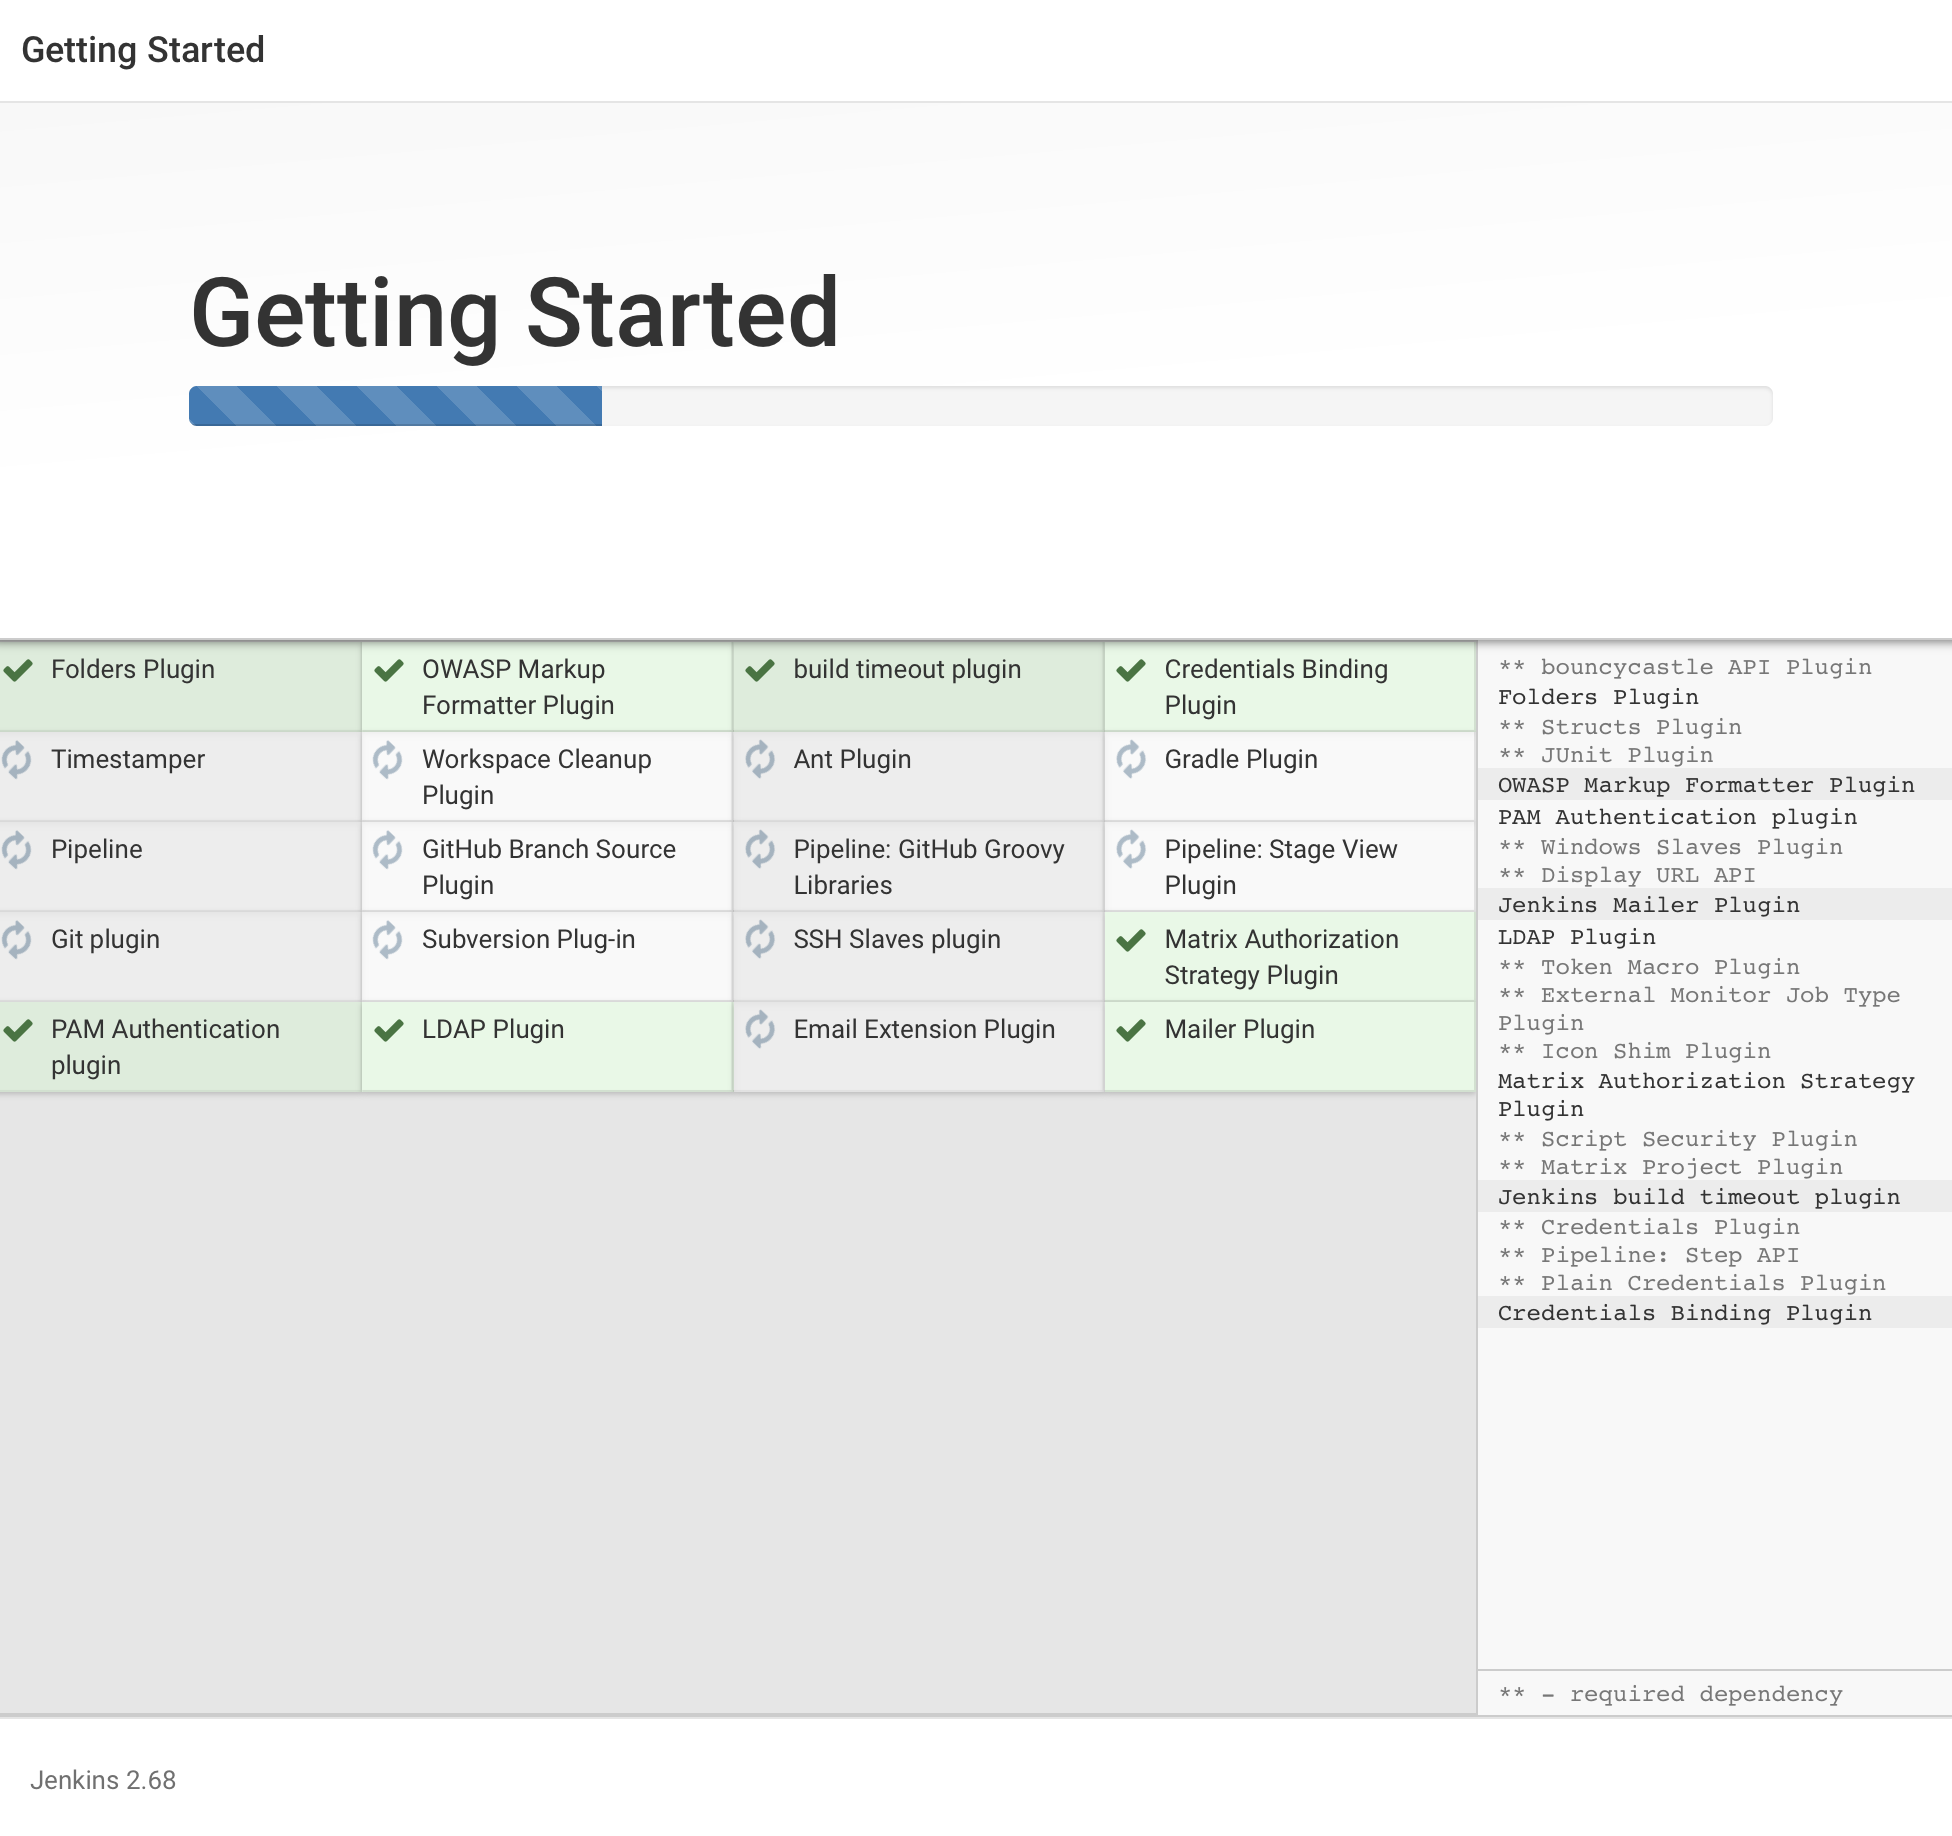 Getting Started
Getting Started
Folders Plugin
OWASP Markup
Formatter Plugin
build timeout plugin
Credentials Binding
Plugin
Timestamper
Workspace Cleanup
Plugin
Ant Plugin
Gradle Plugin
Pipeline
GitHub Branch Source
Plugin
Pipeline: GitHub Groovy
Libraries
Pipeline: Stage View
Plugin
Git plugin
Subversion Plug-in
SSH Slaves plugin
Matrix Authorization
Strategy Plugin
PAM Authentication
plugin
LDAP Plugin
Email Extension Plugin
Mailer Plugin
** bouncycastle API Plugin
Folders Plugin
** Structs Plugin
** JUnit Plugin
OWASP Markup Formatter Plugin
PAM Authentication plugin
** Windows Slaves Plugin
** Display URL API
Jenkins Mailer Plugin
LDAP Plugin
** Token Macro Plugin
** External Monitor Job Type
Plugin
** Icon Shim Plugin
Matrix Authorization Strategy
Plugin
** Script Security Plugin
** Matrix Project Plugin
Jenkins build timeout plugin
** Credentials Plugin
** Pipeline: Step API
** Plain Credentials Plugin
Credentials Binding Plugin
** - required dependency
Jenkins 2.68